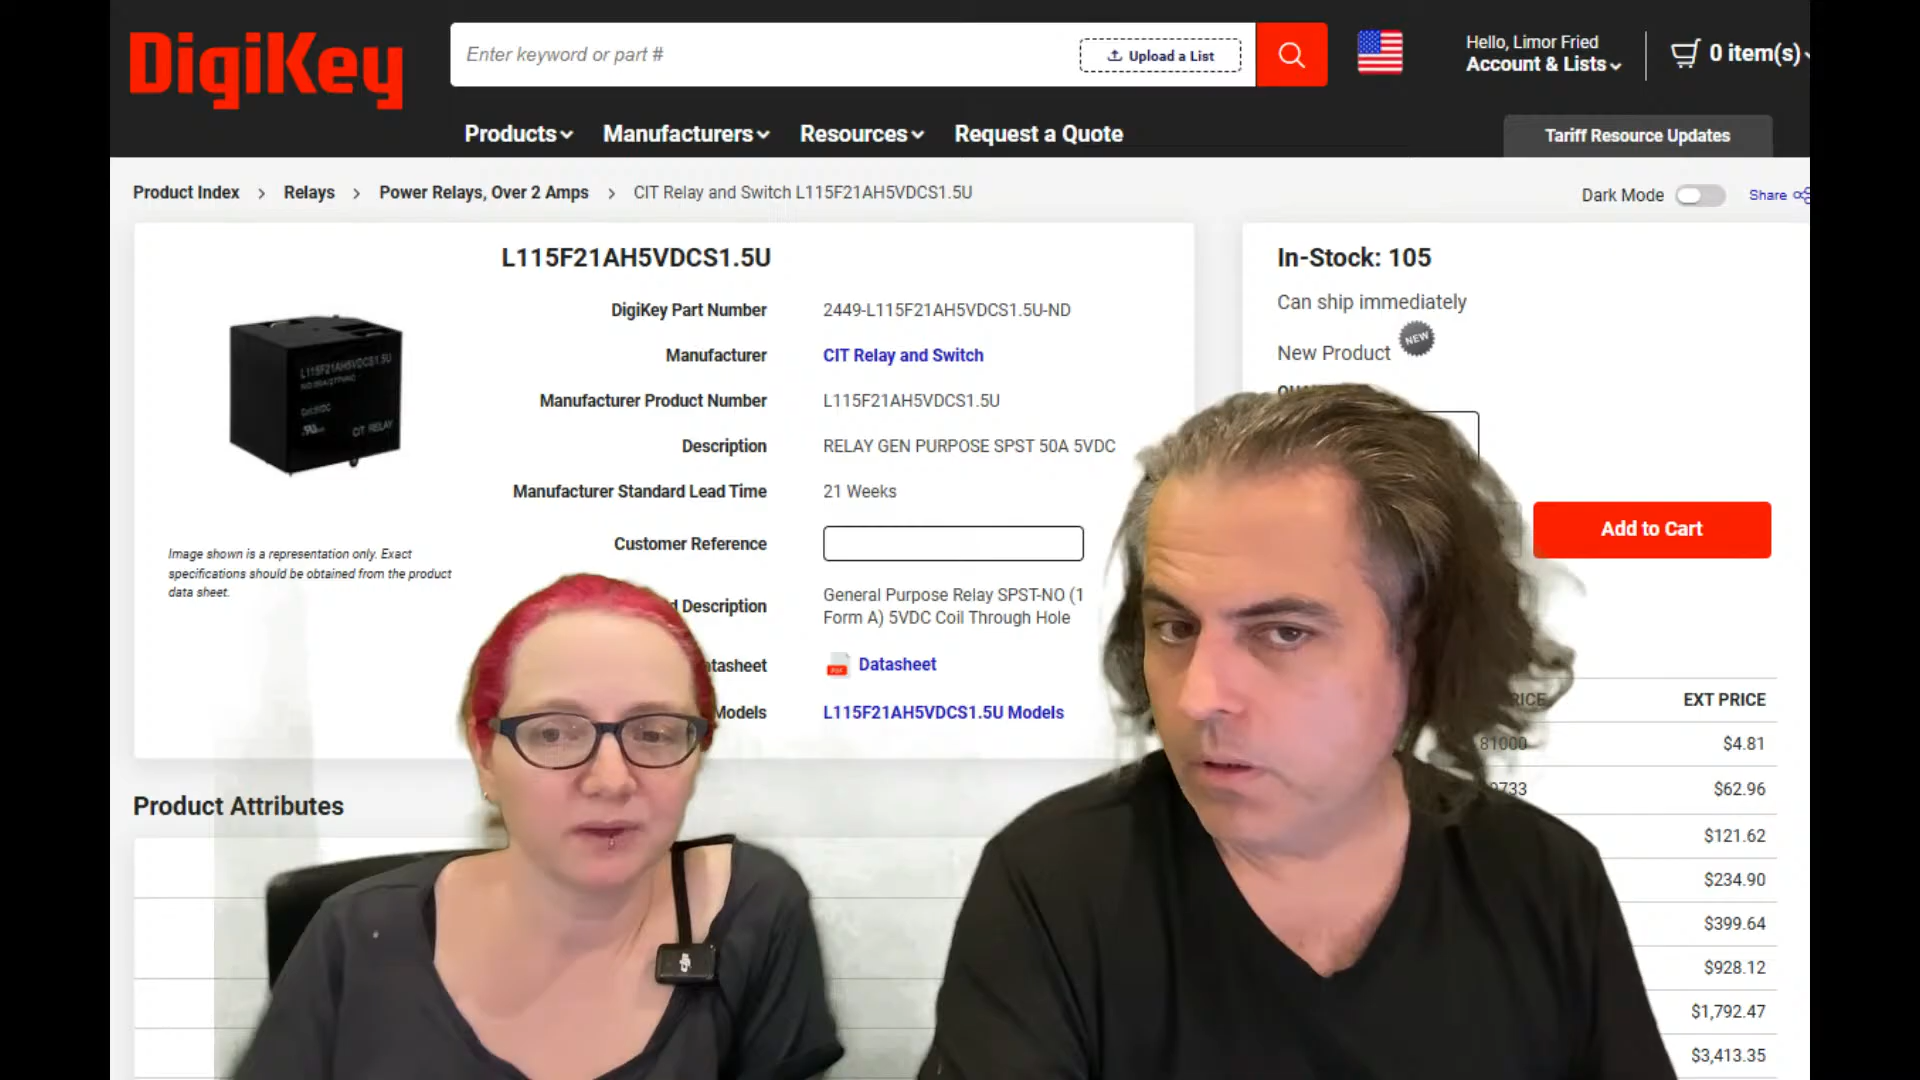 DigiKey
Enter keyword or part #
Upload a List
Hello, Limor Fried
Account & Lists
0 item(s)
Products
Manufacturers
Resources
Request a Quote
Tariff Resource Updates
Product Index > Relays > Power Relays, Over 2 Amps > CIT Relay and Switch L115F21AH5VDCS1.5U
Dark Mode
Share
L115F21AH5VDCS1.5U
DigiKey Part Number
2449-L115F21AH5VDCS1.5U-ND
Manufacturer
CIT Relay and Switch
Manufacturer Product Number
L115F21AH5VDCS1.5U
Description
RELAY GEN PURPOSE SPST 50A 5VDC
Manufacturer Standard Lead Time
21 Weeks
Customer Reference
Description
General Purpose Relay SPST-NO (1
Form A) 5VDC Coil Through Hole
Datasheet
Models
L115F21AH5VDCS1.5U Models
L115F21AH5VDCS1.5U
CIT RELAY
Image shown is a representation only. Exact
specifications should be obtained from the product
data sheet.
Product Attributes
In-Stock: 105
Can ship immediately
New Product
NEW
Add to Cart
EXT PRICE
81000
$4.81
$62.96
$121.62
$234.90
$399.64
$928.12
$1,792.47
$3,413.35